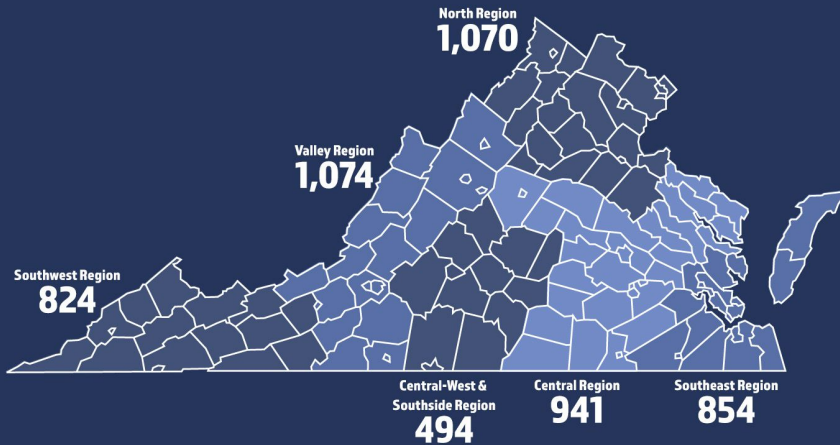 North Region
1,070
Valley Region
1,074
Southwest Region
824
Central-West &
Southside Region
494
Central Region
941
Southeast Region
854